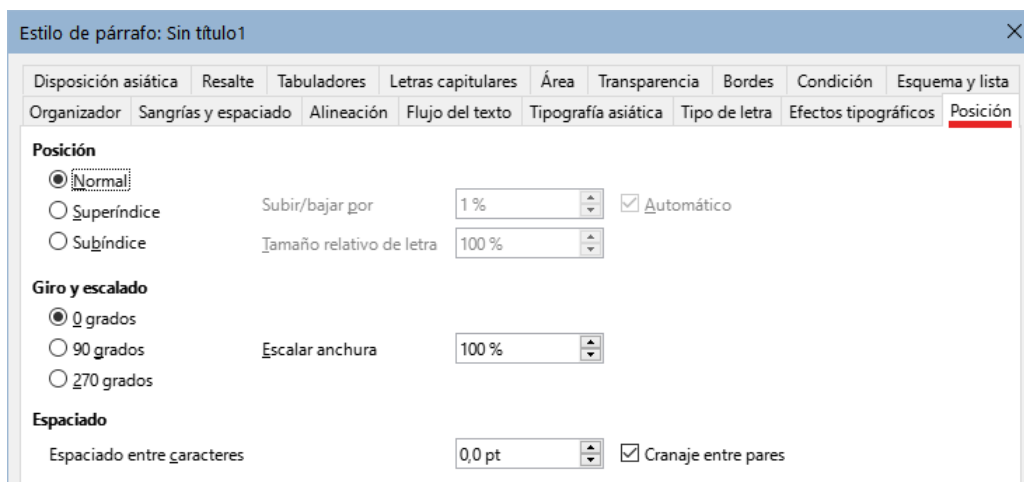 Estilo de párrafo: Sin título1
Disposición asiática Resalte Tabuladores Letras capitulares Área Transparencia Bordes Condición Esquema y lista
Organizador Sangrías y espaciado Alineación Flujo del texto Tipografía asiática Tipo de letra Efectos tipográficos Posición
Posición
Normal
Superíndice Subir/bajar por 1 % Automático
Subíndice Tamaño relativo de letra 100 %
Giro y escalado
0 grados
90 grados Escalar anchura 100 %
270 grados
Espaciado
Espaciado entre caracteres 0,0 pt Cranaje entre pares